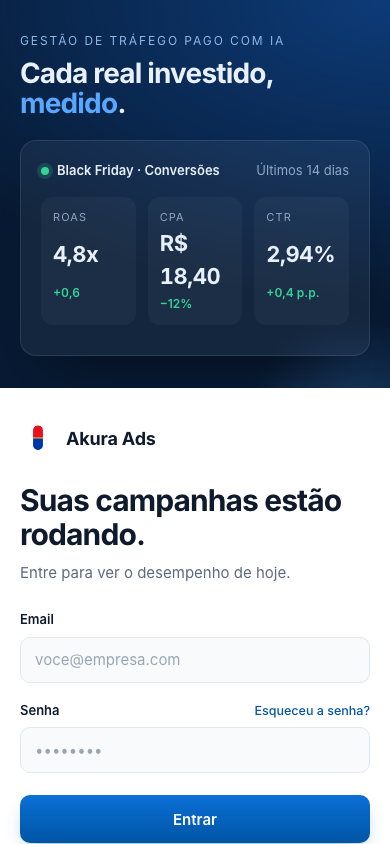 GESTÃO DE TRÁFEGO PAGO COM IA
Cada real investido,
medido.
Black Friday · Conversões
Últimos 14 dias
ROAS
4,8x
+0,6
CPA
R$
18,40
−12%
CTR
2,94%
+0,4 p.p.
Akura Ads
Suas campanhas estão
rodando.
Entre para ver o desempenho de hoje.
Email
voce@empresa.com
Senha
Esqueceu a senha?
••••••••
Entrar